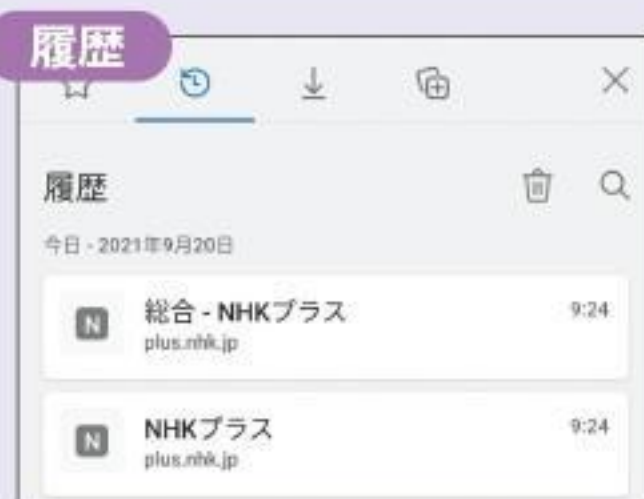 履歴
履歴
今日 - 2021年9月20日
総合 - NHKプラス
9:24
plus.nhk.jp
NHKプラス
9:24
plus.nhk.jp